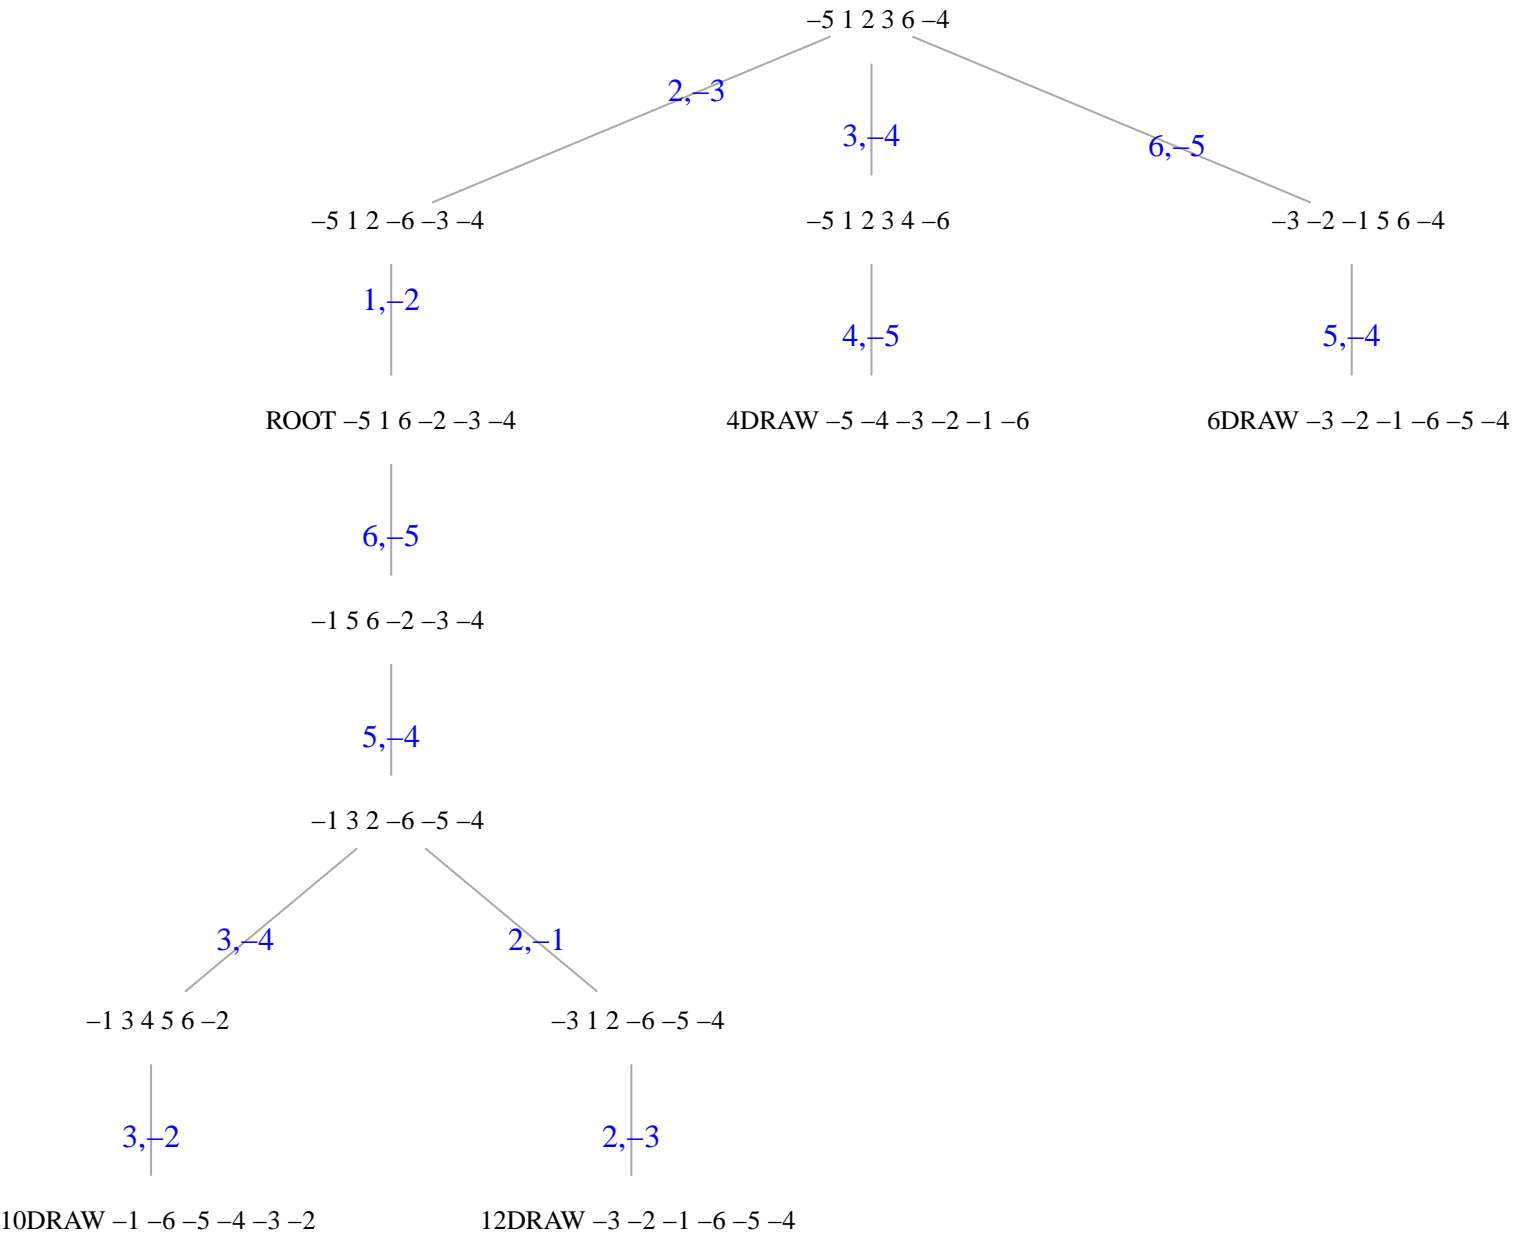 –5 1 2 3 6 –4
2,–3
3,–4
6,–5
–5 1 2 –6 –3 –4
–5 1 2 3 4 –6
–3 –2 –1 5 6 –4
1,–2
4,–5
5,–4
ROOT –5 1 6 –2 –3 –4
4DRAW –5 –4 –3 –2 –1 –6
6DRAW –3 –2 –1 –6 –5 –4
6,–5
–1 5 6 –2 –3 –4
5,–4
–1 3 2 –6 –5 –4
3,–4
2,–1
–1 3 4 5 6 –2
–3 1 2 –6 –5 –4
3,–2
2,–3
10DRAW –1 –6 –5 –4 –3 –2
12DRAW –3 –2 –1 –6 –5 –4